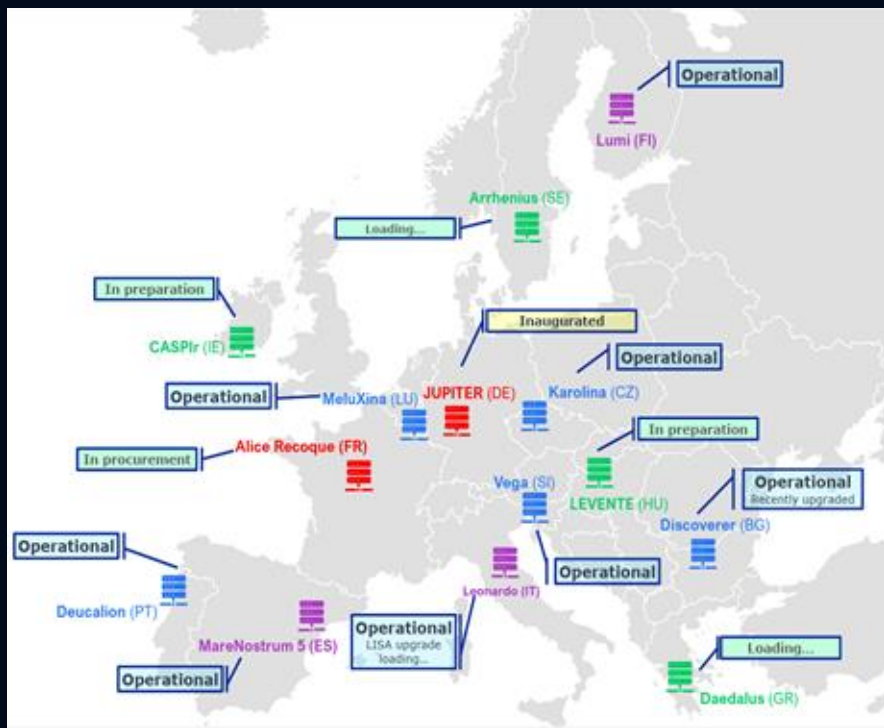 Operational
Lumi (FI)
Arrhenius (SE)
Loading...
In preparation
CASPIr (IE)
Inaugurated
Operational
Operational
MeluXina (LU)
JUPITER (DE)
Karolina (CZ)
In procurement
Alice Recoque (FR)
In preparation
LEVENTE (HU)
Vega (SI)
Operational
Recently upgraded
Discoverer (BG)
Operational
Deucalion (PT)
Operational
Leonardo (IT)
Operational
LISA upgrade
loading...
MareNostrum 5 (ES)
Operational
Loading...
Daedalus (GR)